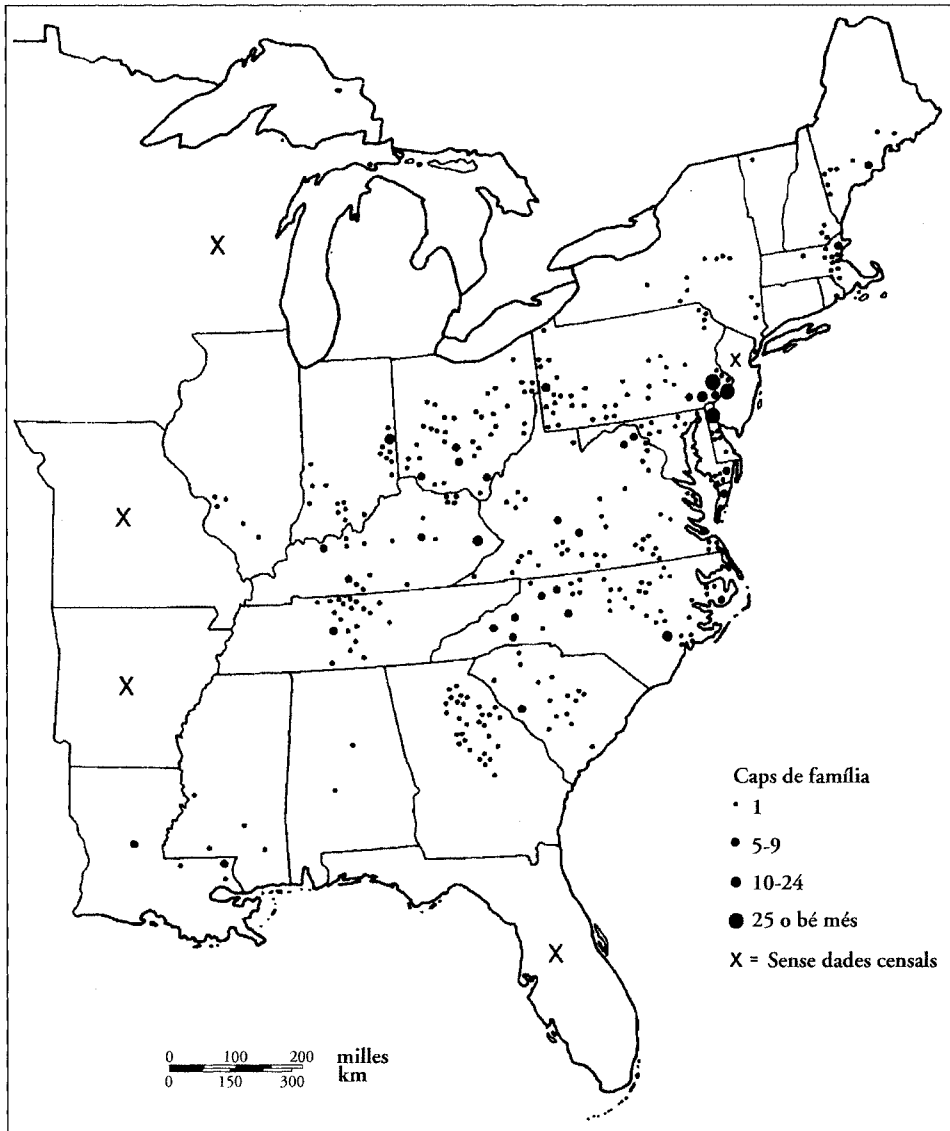 X
X
X
X
Caps de família
1
5-9
10-24
25 o bé més
X = Sense dades censals
X
0 100 200 milles
0 150 300 km